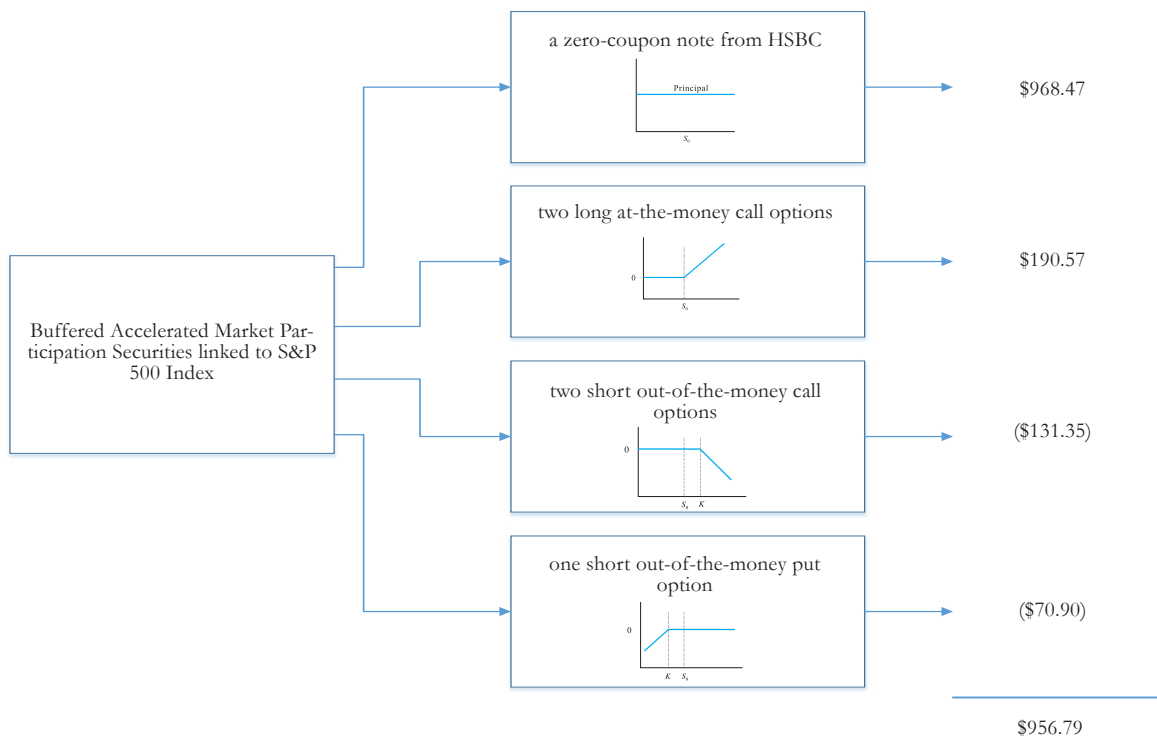 a zero-coupon note from HSBC
Principal
S₀
$968.47
two long at-the-money call options
0
S₀
$190.57
Buffered Accelerated Market Par-
ticipation Securities linked to S&P
500 Index
two short out-of-the-money call
options
0
S₀ K
($131.35)
one short out-of-the-money put
option
0
K S₀
($70.90)
$956.79